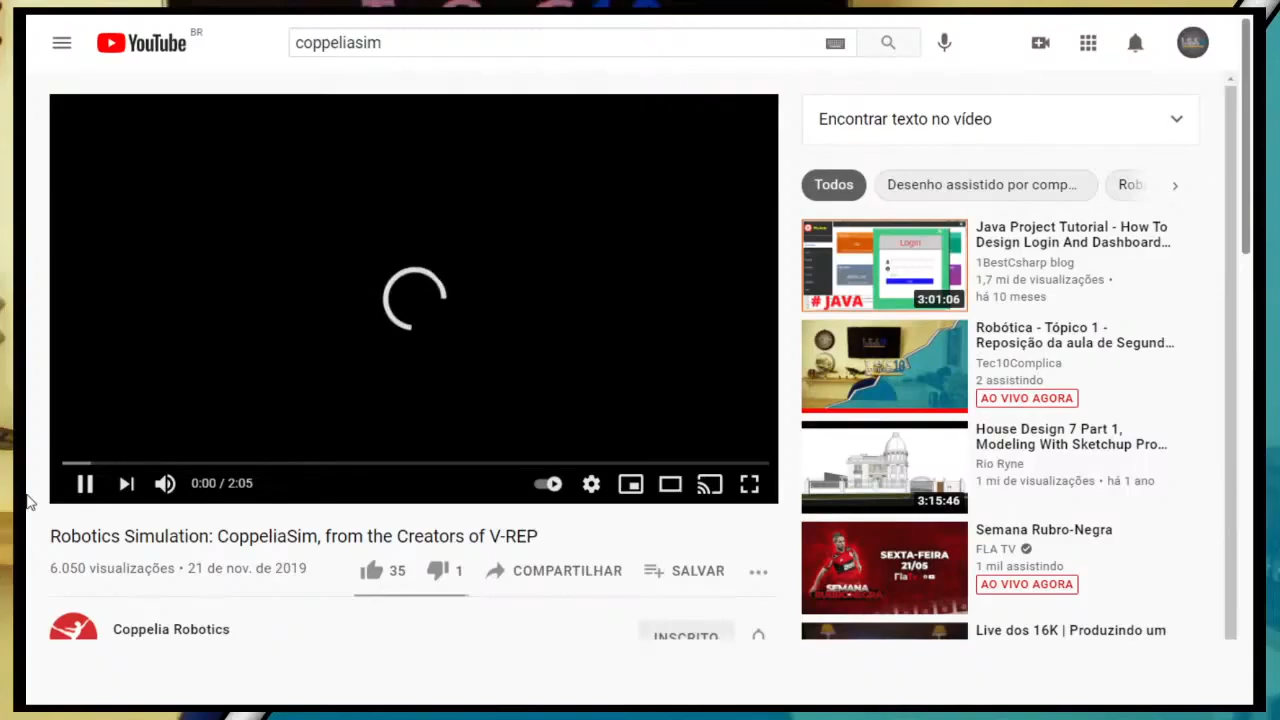 YouTube BR
coppeliasim
Encontrar texto no vídeo
Todos
Desenho assistido por comp...
Rob
Login
# JAVA
3:01:06
Java Project Tutorial - How To
Design Login And Dashboard...
1BestCsharp blog
1,7 mi de visualizações •
há 10 meses
Robótica - Tópico 1 -
Reposição da aula de Segund...
Tec10Complica
2 assistindo
AO VIVO AGORA
3:15:46
House Design 7 Part 1,
Modeling With Sketchup Pro...
Rio Ryne
1 mi de visualizações • há 1 ano
SEXTA-FEIRA
21/05
SEMANA
RUBRO-NEGRA
Semana Rubro-Negra
FLA TV
1 mil assistindo
AO VIVO AGORA
Live dos 16K | Produzindo um
0:00 / 2:05
Robotics Simulation: CoppeliaSim, from the Creators of V-REP
6.050 visualizações • 21 de nov. de 2019
35
1
COMPARTILHAR
SALVAR
Coppelia Robotics
INSCRITO